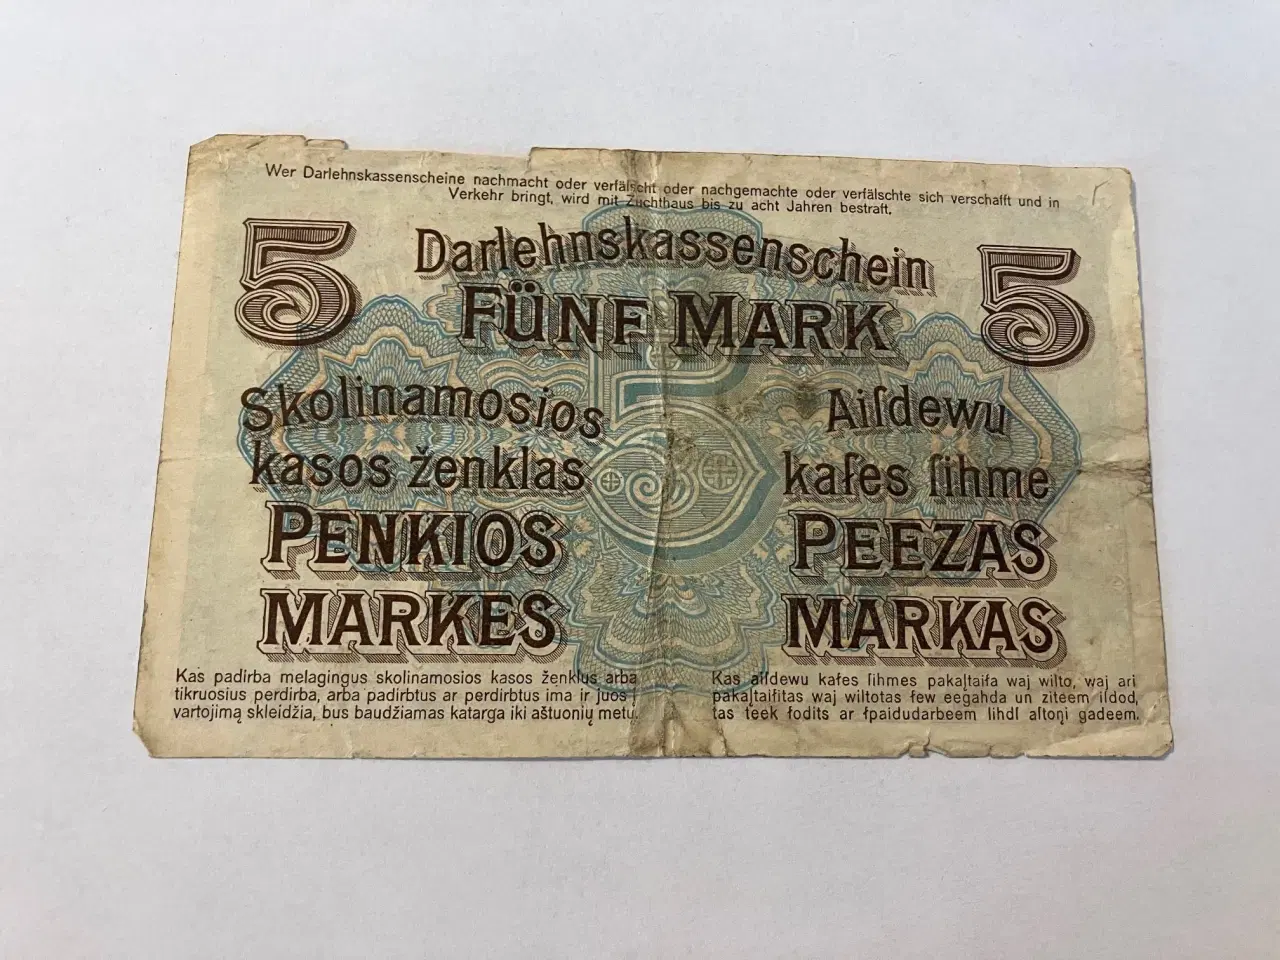 Wer Darlehnskassenscheine nachmacht oder verfälscht oder nachgemachte oder verfälschte sich verschafft und in
Verkehr bringt, wird mit Zuchthaus bis zu acht Jahren bestraft.
5 Darlehnskassenschein 5
FÜNF MARK
5
Skolinamosios
kasos ženklas
PENKIOS
MARKES
Aiſdewu
kaſes ſihme
PEEZAS
MARKAS
Kas padirba melagingus skolinamosios kasos ženklus arba
tikruosius perdirba, arba padirbtus ar perdirbtus ima ir juos
vartojimą skleidžia, bus baudžiamas katarga iki aštuonių metų.
Kas aiſdewu kaſes ſihmes pakaļtaiſa waj wilto, waj ari
pakaļtaiſitas waj wiltotas ſew eegahda un ziteem iſdod,
tas teek ſodits ar ſpaidudarbeem lihdſ aſtoņi gadeem.